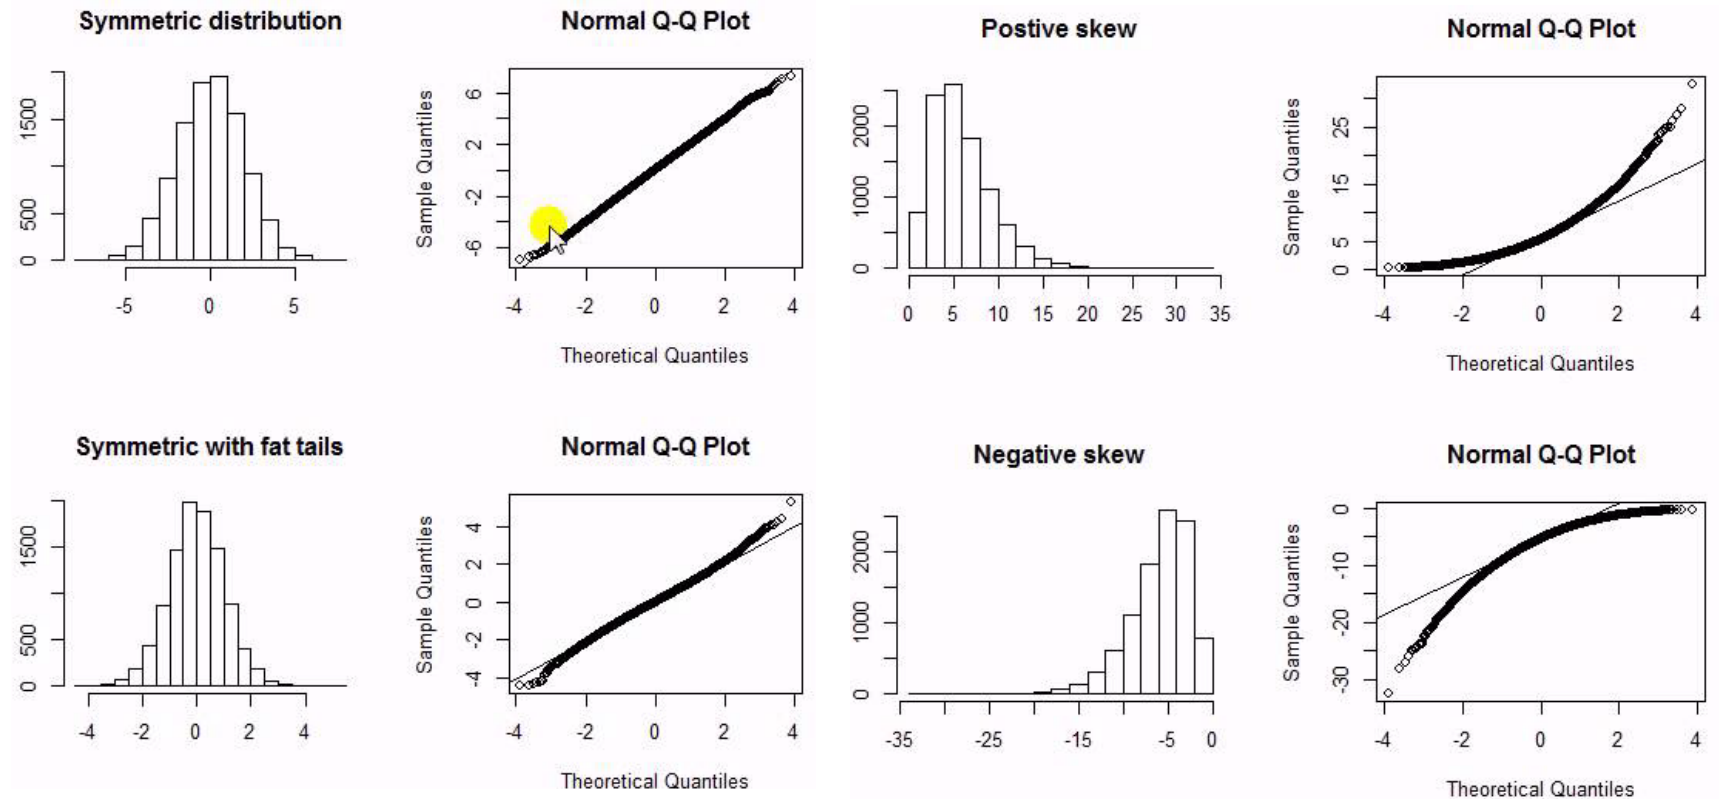 Symmetric distribution
1500
500
0
-5 0 5
Normal Q-Q Plot
Sample Quantiles
6
2
-2
-6
-4 -2 0 2 4
Theoretical Quantiles
Postive skew
2000
1000
0
0 5 10 15 20 25 30 35
Normal Q-Q Plot
Sample Quantiles
25
15
5
0
-4 -2 0 2 4
Theoretical Quantiles
Symmetric with fat tails
1500
500
0
-4 -2 0 2 4
Normal Q-Q Plot
Sample Quantiles
4
2
0
-2
-4
-4 -2 0 2 4
Theoretical Quantiles
Negative skew
2000
1000
0
-35 -25 -15 -5 0
Normal Q-Q Plot
Sample Quantiles
0
-10
-20
-30
-4 -2 0 2 4
Theoretical Quantiles